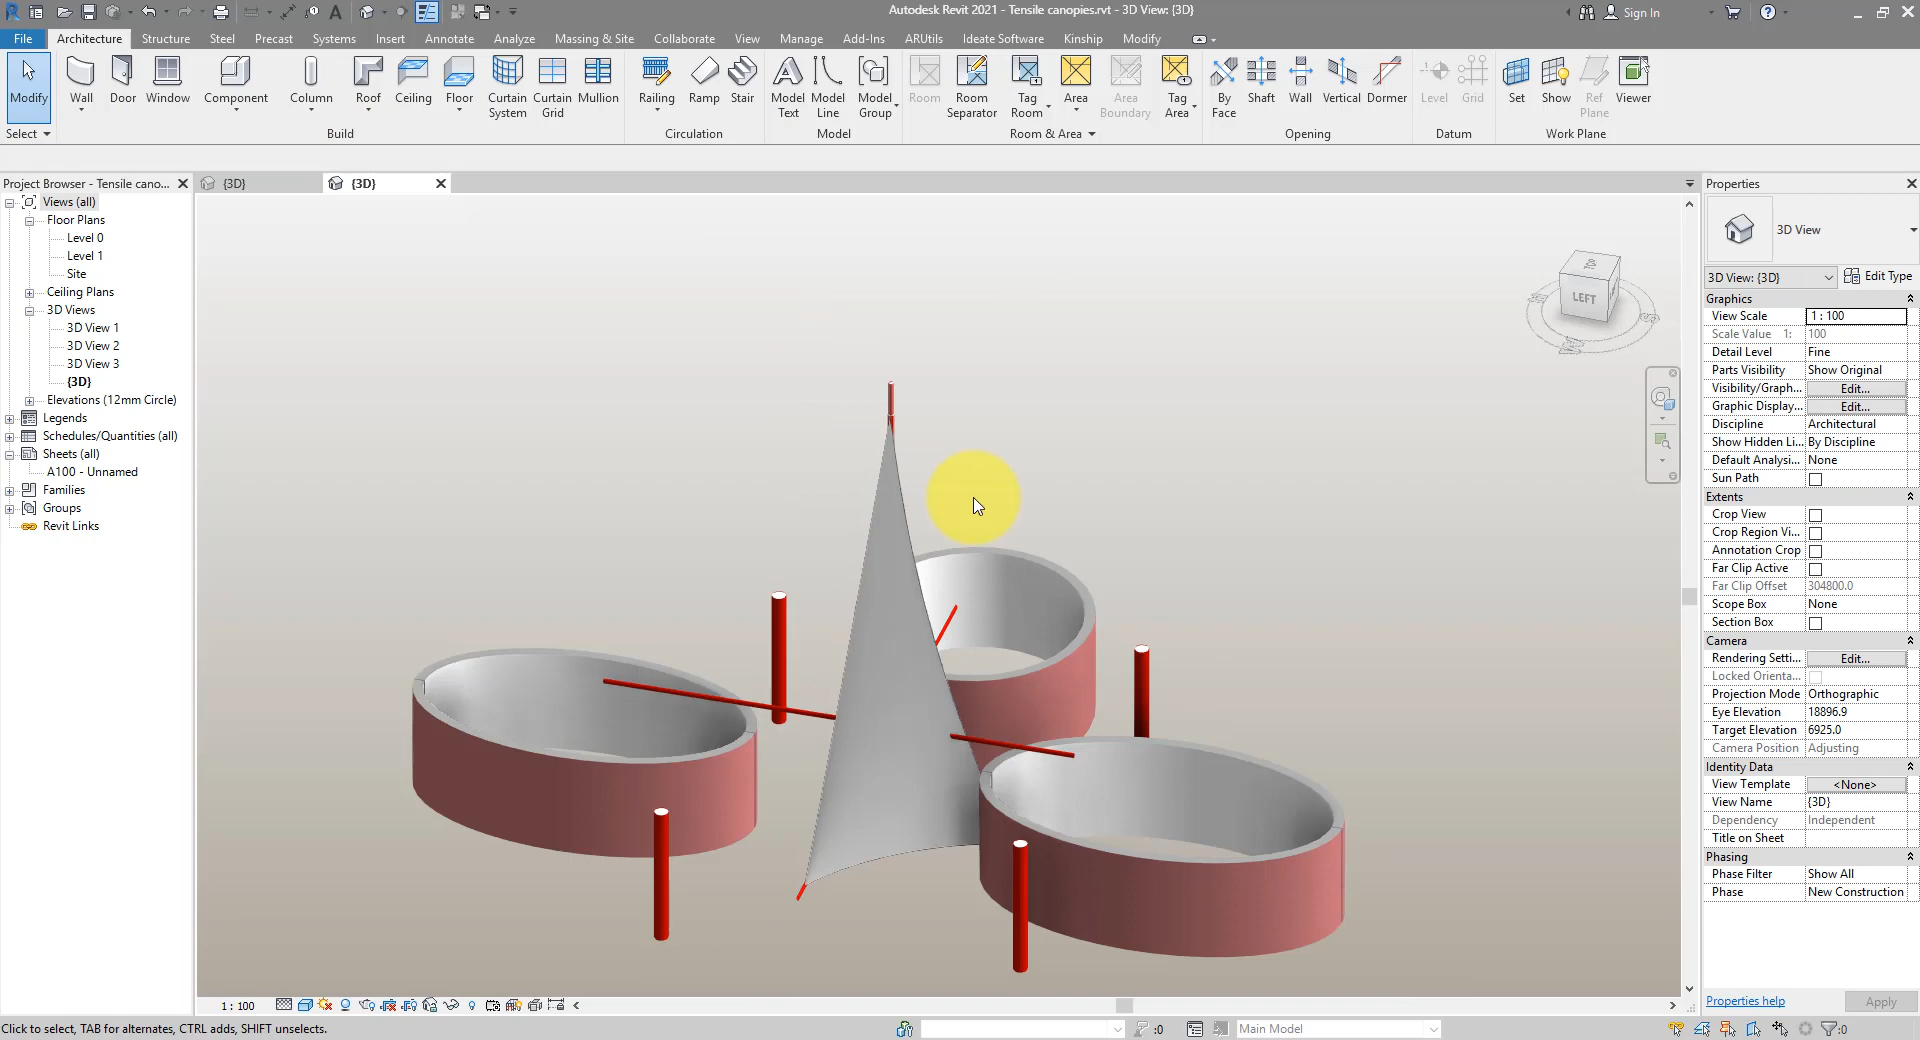 Autodesk Revit 2021 - Tensile canopies.rvt - 3D View: {3D}
Sign In
File Architecture Structure Steel Precast Systems Insert Annotate Analyze Massing & Site Collaborate View Manage Add-Ins ARUtils Ideate Software Kinship Modify
Modify
Wall
Door
Window
Component
Column
Roof
Ceiling
Floor
Curtain System
Curtain Grid
Mullion
Railing
Ramp
Stair
Model Text
Model Line
Model Group
Room
Room Separator
Tag Room
Area
Area Boundary
Tag Area
By Face
Shaft
Wall
Vertical
Dormer
Level
Grid
Set
Show
Ref Plane
Viewer
Select
Build
Circulation
Model
Room & Area
Opening
Datum
Work Plane
Project Browser - Tensile cano...
{3D}
{3D}
Properties
Views (all)
Floor Plans
Level 0
Level 1
Site
Ceiling Plans
3D Views
3D View 1
3D View 2
3D View 3
{3D}
Elevations (12mm Circle)
Legends
Schedules/Quantities (all)
Sheets (all)
A100 - Unnamed
Families
Groups
Revit Links
LEFT
3D View
3D View: {3D}
Edit Type
Graphics
View Scale 1 : 100
Scale Value 1: 100
Detail Level Fine
Parts Visibility Show Original
Visibility/Graph... Edit...
Graphic Display... Edit...
Discipline Architectural
Show Hidden Li... By Discipline
Default Analysi... None
Sun Path
Extents
Crop View
Crop Region Vi...
Annotation Crop
Far Clip Active
Far Clip Offset 304800.0
Scope Box None
Section Box
Camera
Rendering Setti... Edit...
Locked Orienta...
Projection Mode Orthographic
Eye Elevation 18896.9
Target Elevation 6925.0
Camera Position Adjusting
Identity Data
View Template <None>
View Name {3D}
Dependency Independent
Title on Sheet
Phasing
Phase Filter Show All
Phase New Construction
Properties help
Apply
1 : 100
Click to select, TAB for alternates, CTRL adds, SHIFT unselects.
:0
Main Model
:0